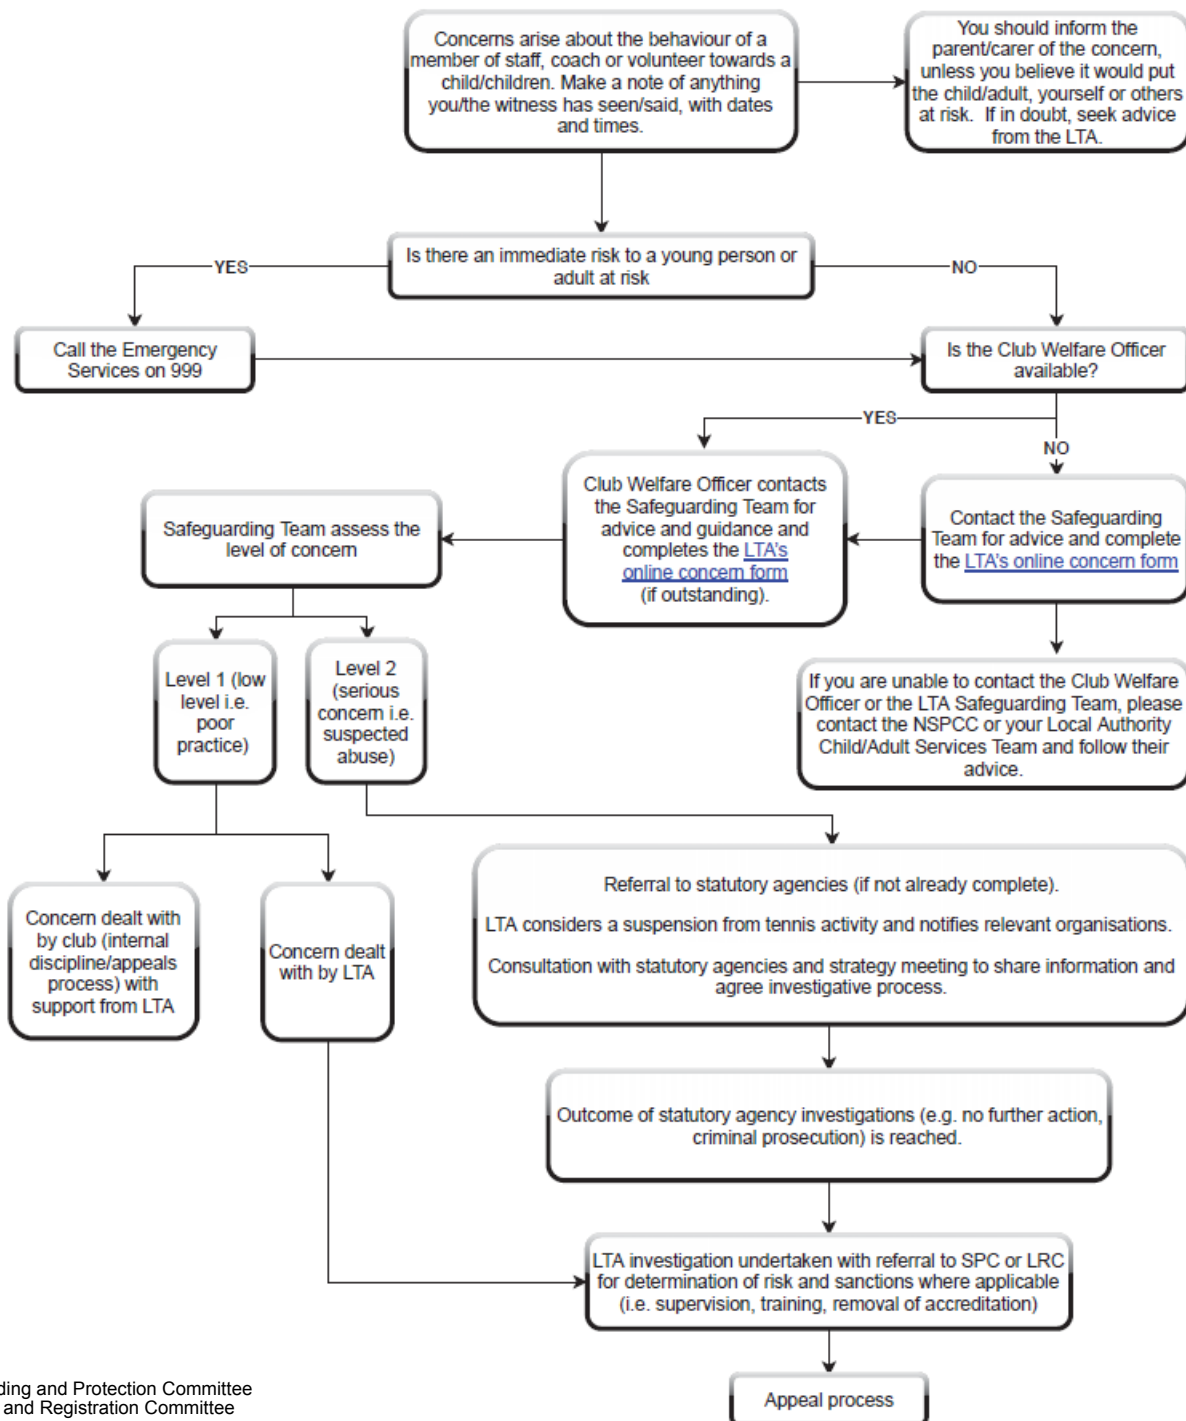 Concerns arise about the behaviour of a
member of staff, coach or volunteer towards a
child/children. Make a note of anything
you/the witness has seen/said, with dates
and times.
You should inform the
parent/carer of the concern,
unless you believe it would put
the child/adult, yourself or others
at risk. If in doubt, seek advice
from the LTA.
Is there an immediate risk to a young person or
adult at risk
YES
NO
Call the Emergency
Services on 999
Is the Club Welfare Officer
available?
YES
NO
Club Welfare Officer contacts
the Safeguarding Team for
advice and guidance and
completes the LTA's
online concern form
(if outstanding).
Contact the Safeguarding
Team for advice and complete
the LTA's online concern form
Safeguarding Team assess the
level of concern
Level 1 (low
level i.e.
poor
practice)
Level 2
(serious
concern i.e.
suspected
abuse)
If you are unable to contact the Club Welfare
Officer or the LTA Safeguarding Team, please
contact the NSPCC or your Local Authority
Child/Adult Services Team and follow their
advice.
Concern dealt with
by club (internal
discipline/appeals
process) with
support from LTA
Concern dealt
with by LTA
Referral to statutory agencies (if not already complete).
LTA considers a suspension from tennis activity and notifies relevant organisations.
Consultation with statutory agencies and strategy meeting to share information and
agree investigative process.
Outcome of statutory agency investigations (e.g. no further action,
criminal prosecution) is reached.
LTA investigation undertaken with referral to SPC or LRC
for determination of risk and sanctions where applicable
(i.e. supervision, training, removal of accreditation)
Appeal process
ding and Protection Committee
and Registration Committee